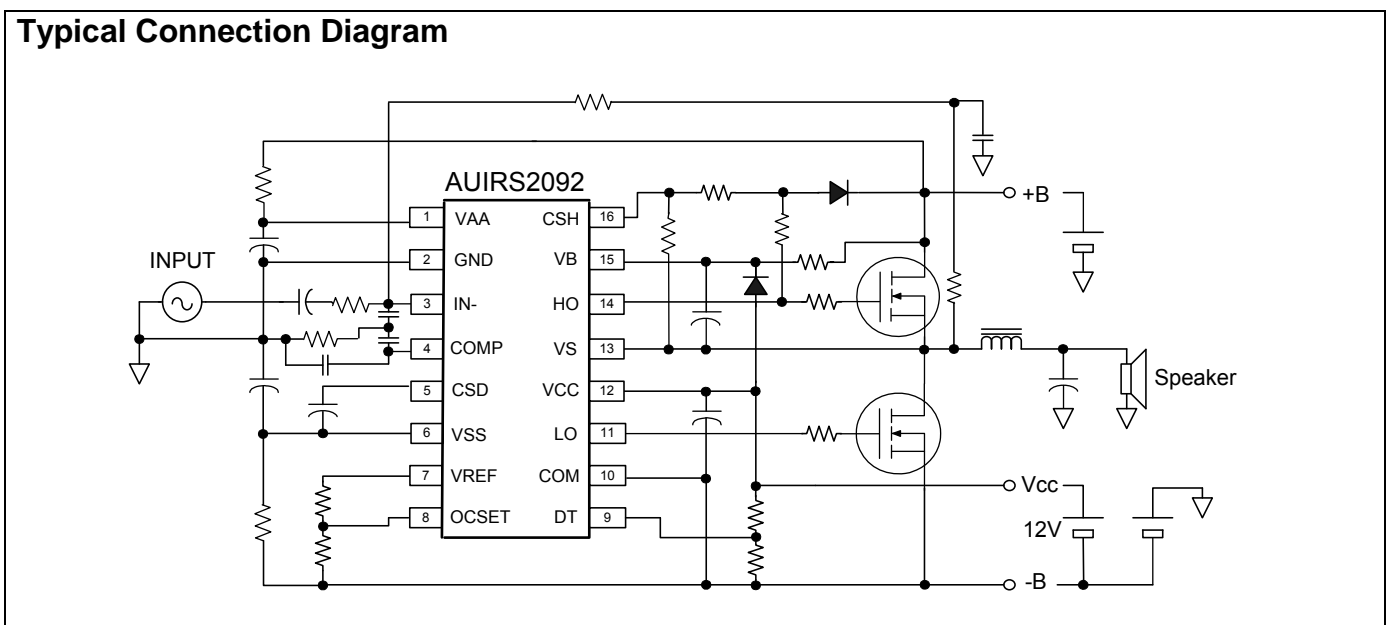 Typical Connection Diagram
AUIRS2092
1 VAA CSH 16
+B
INPUT
2 GND VB 15
3 IN- HO 14
4 COMP VS 13
Speaker
5 CSD VCC 12
6 VSS LO 11
7 VREF COM 10
Vcc
8 OCSET DT 9
12V
-B